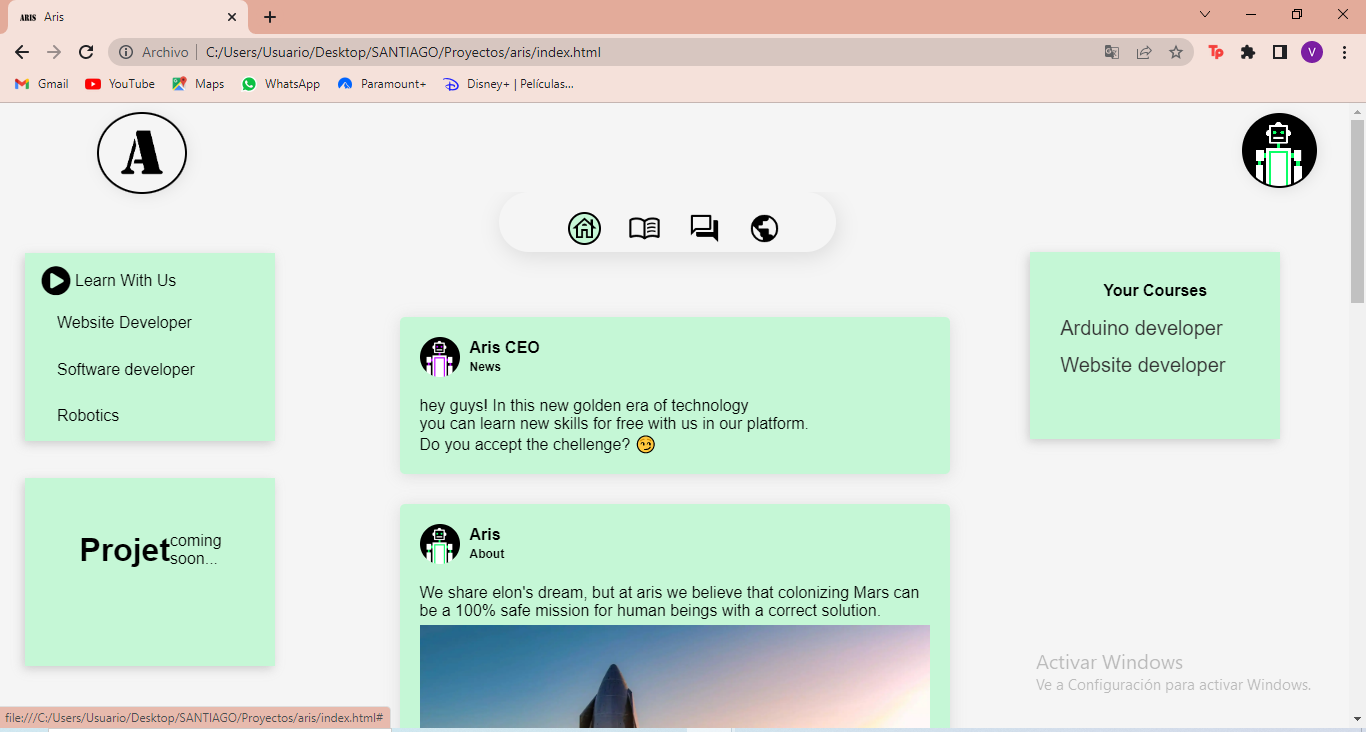 ARIS Aris
Archivo C:/Users/Usuario/Desktop/SANTIAGO/Proyectos/aris/index.html
Tp
V
Gmail YouTube Maps WhatsApp Paramount+ Disney+ | Películas...
A
Learn With Us
Website Developer
Software developer
Robotics
Projet
coming
soon...
Aris CEO
News
hey guys! In this new golden era of technology
you can learn new skills for free with us in our platform.
Do you accept the chellenge? 😏
Aris
About
We share elon's dream, but at aris we believe that colonizing Mars can
be a 100% safe mission for human beings with a correct solution.
Your Courses
Arduino developer
Website developer
Activar Windows
Ve a Configuración para activar Windows.
file:///C:/Users/Usuario/Desktop/SANTIAGO/Proyectos/aris/index.html#